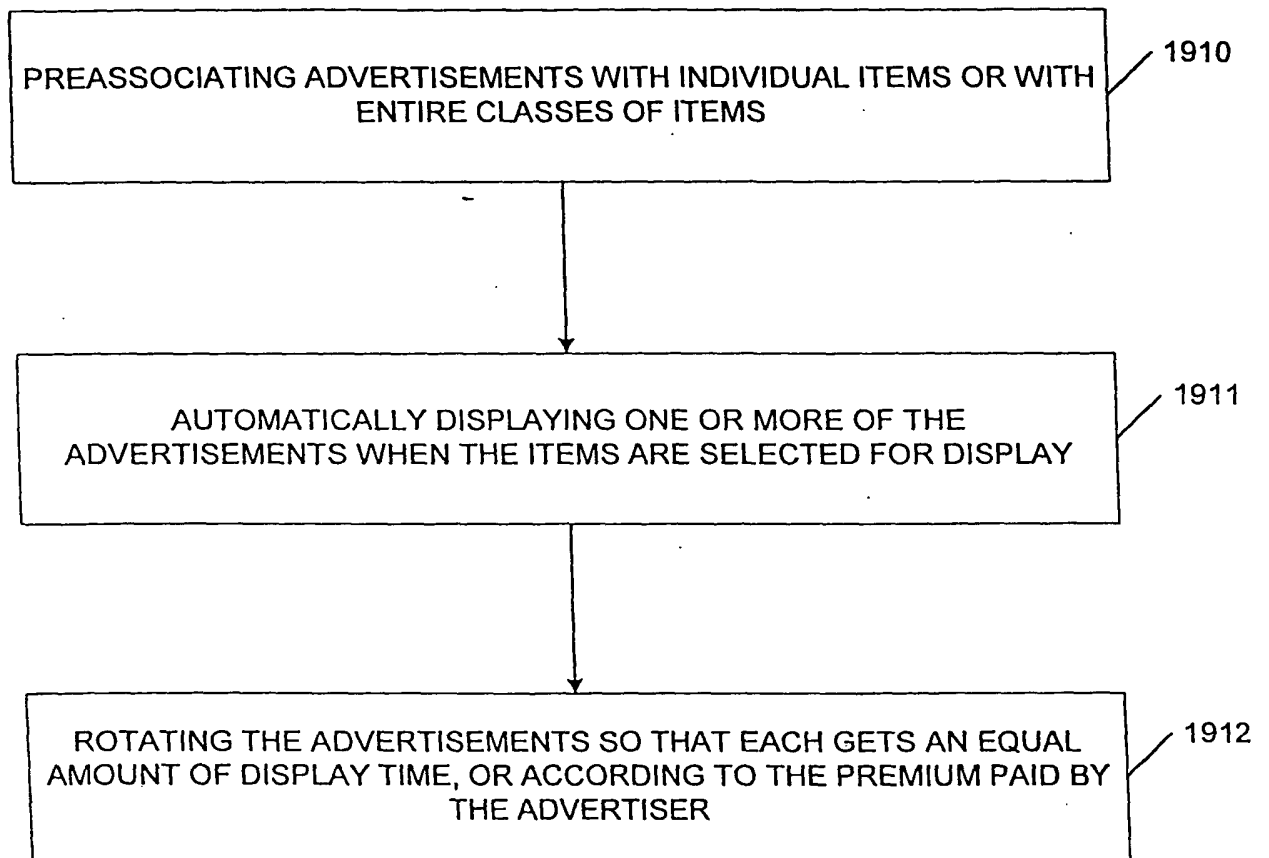 PREASSOCIATING ADVERTISEMENTS WITH INDIVIDUAL ITEMS OR WITH
ENTIRE CLASSES OF ITEMS
1910
AUTOMATICALLY DISPLAYING ONE OR MORE OF THE
ADVERTISEMENTS WHEN THE ITEMS ARE SELECTED FOR DISPLAY
1911
ROTATING THE ADVERTISEMENTS SO THAT EACH GETS AN EQUAL
AMOUNT OF DISPLAY TIME, OR ACCORDING TO THE PREMIUM PAID BY
THE ADVERTISER
1912